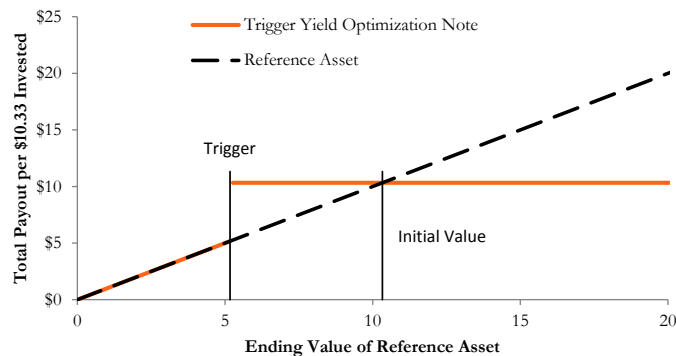 $25
Trigger Yield Optimization Note
Reference Asset
$20
$15
Trigger
$10
Initial Value
$5
$0
0 5 10 15 20
Total Payout per $10.33 Invested
Ending Value of Reference Asset